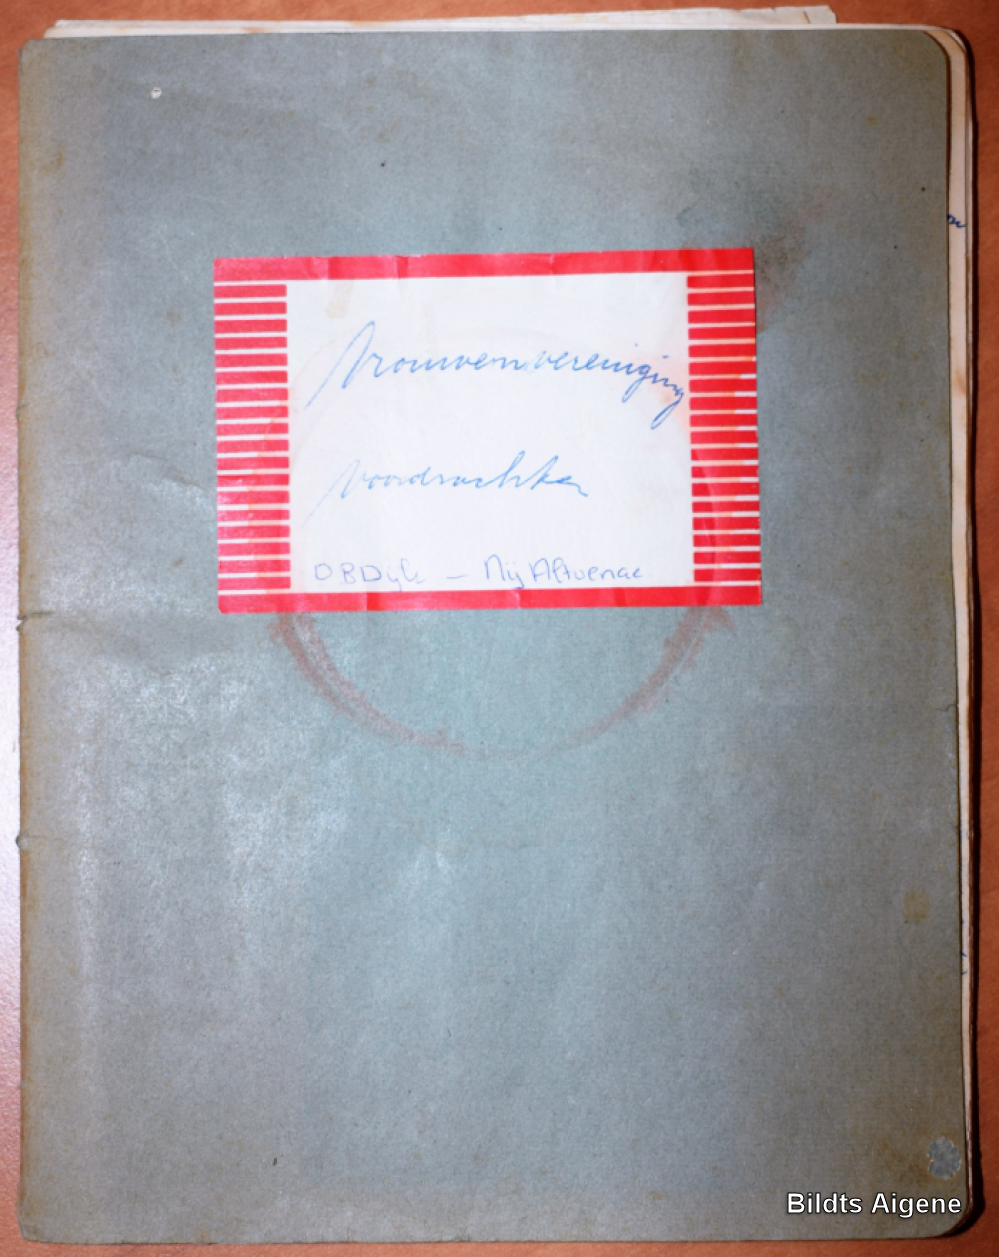 Vrouwenvereniging
voordrachten
OBDyk — Nij Altoenae
Bildts Aigene